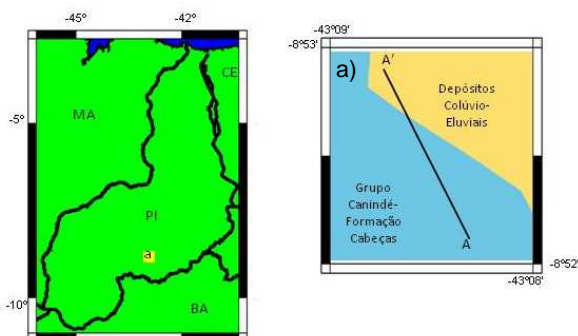 -45°
-42°
CE
MA
-5°
PI
a
-10°
BA
-43°09'
-8°53'
a)
A'
Depósitos
Colúvio-
Eluviais
Grupo
Canindé-
Formação
Cabeças
A
-8°52'
-43°08'